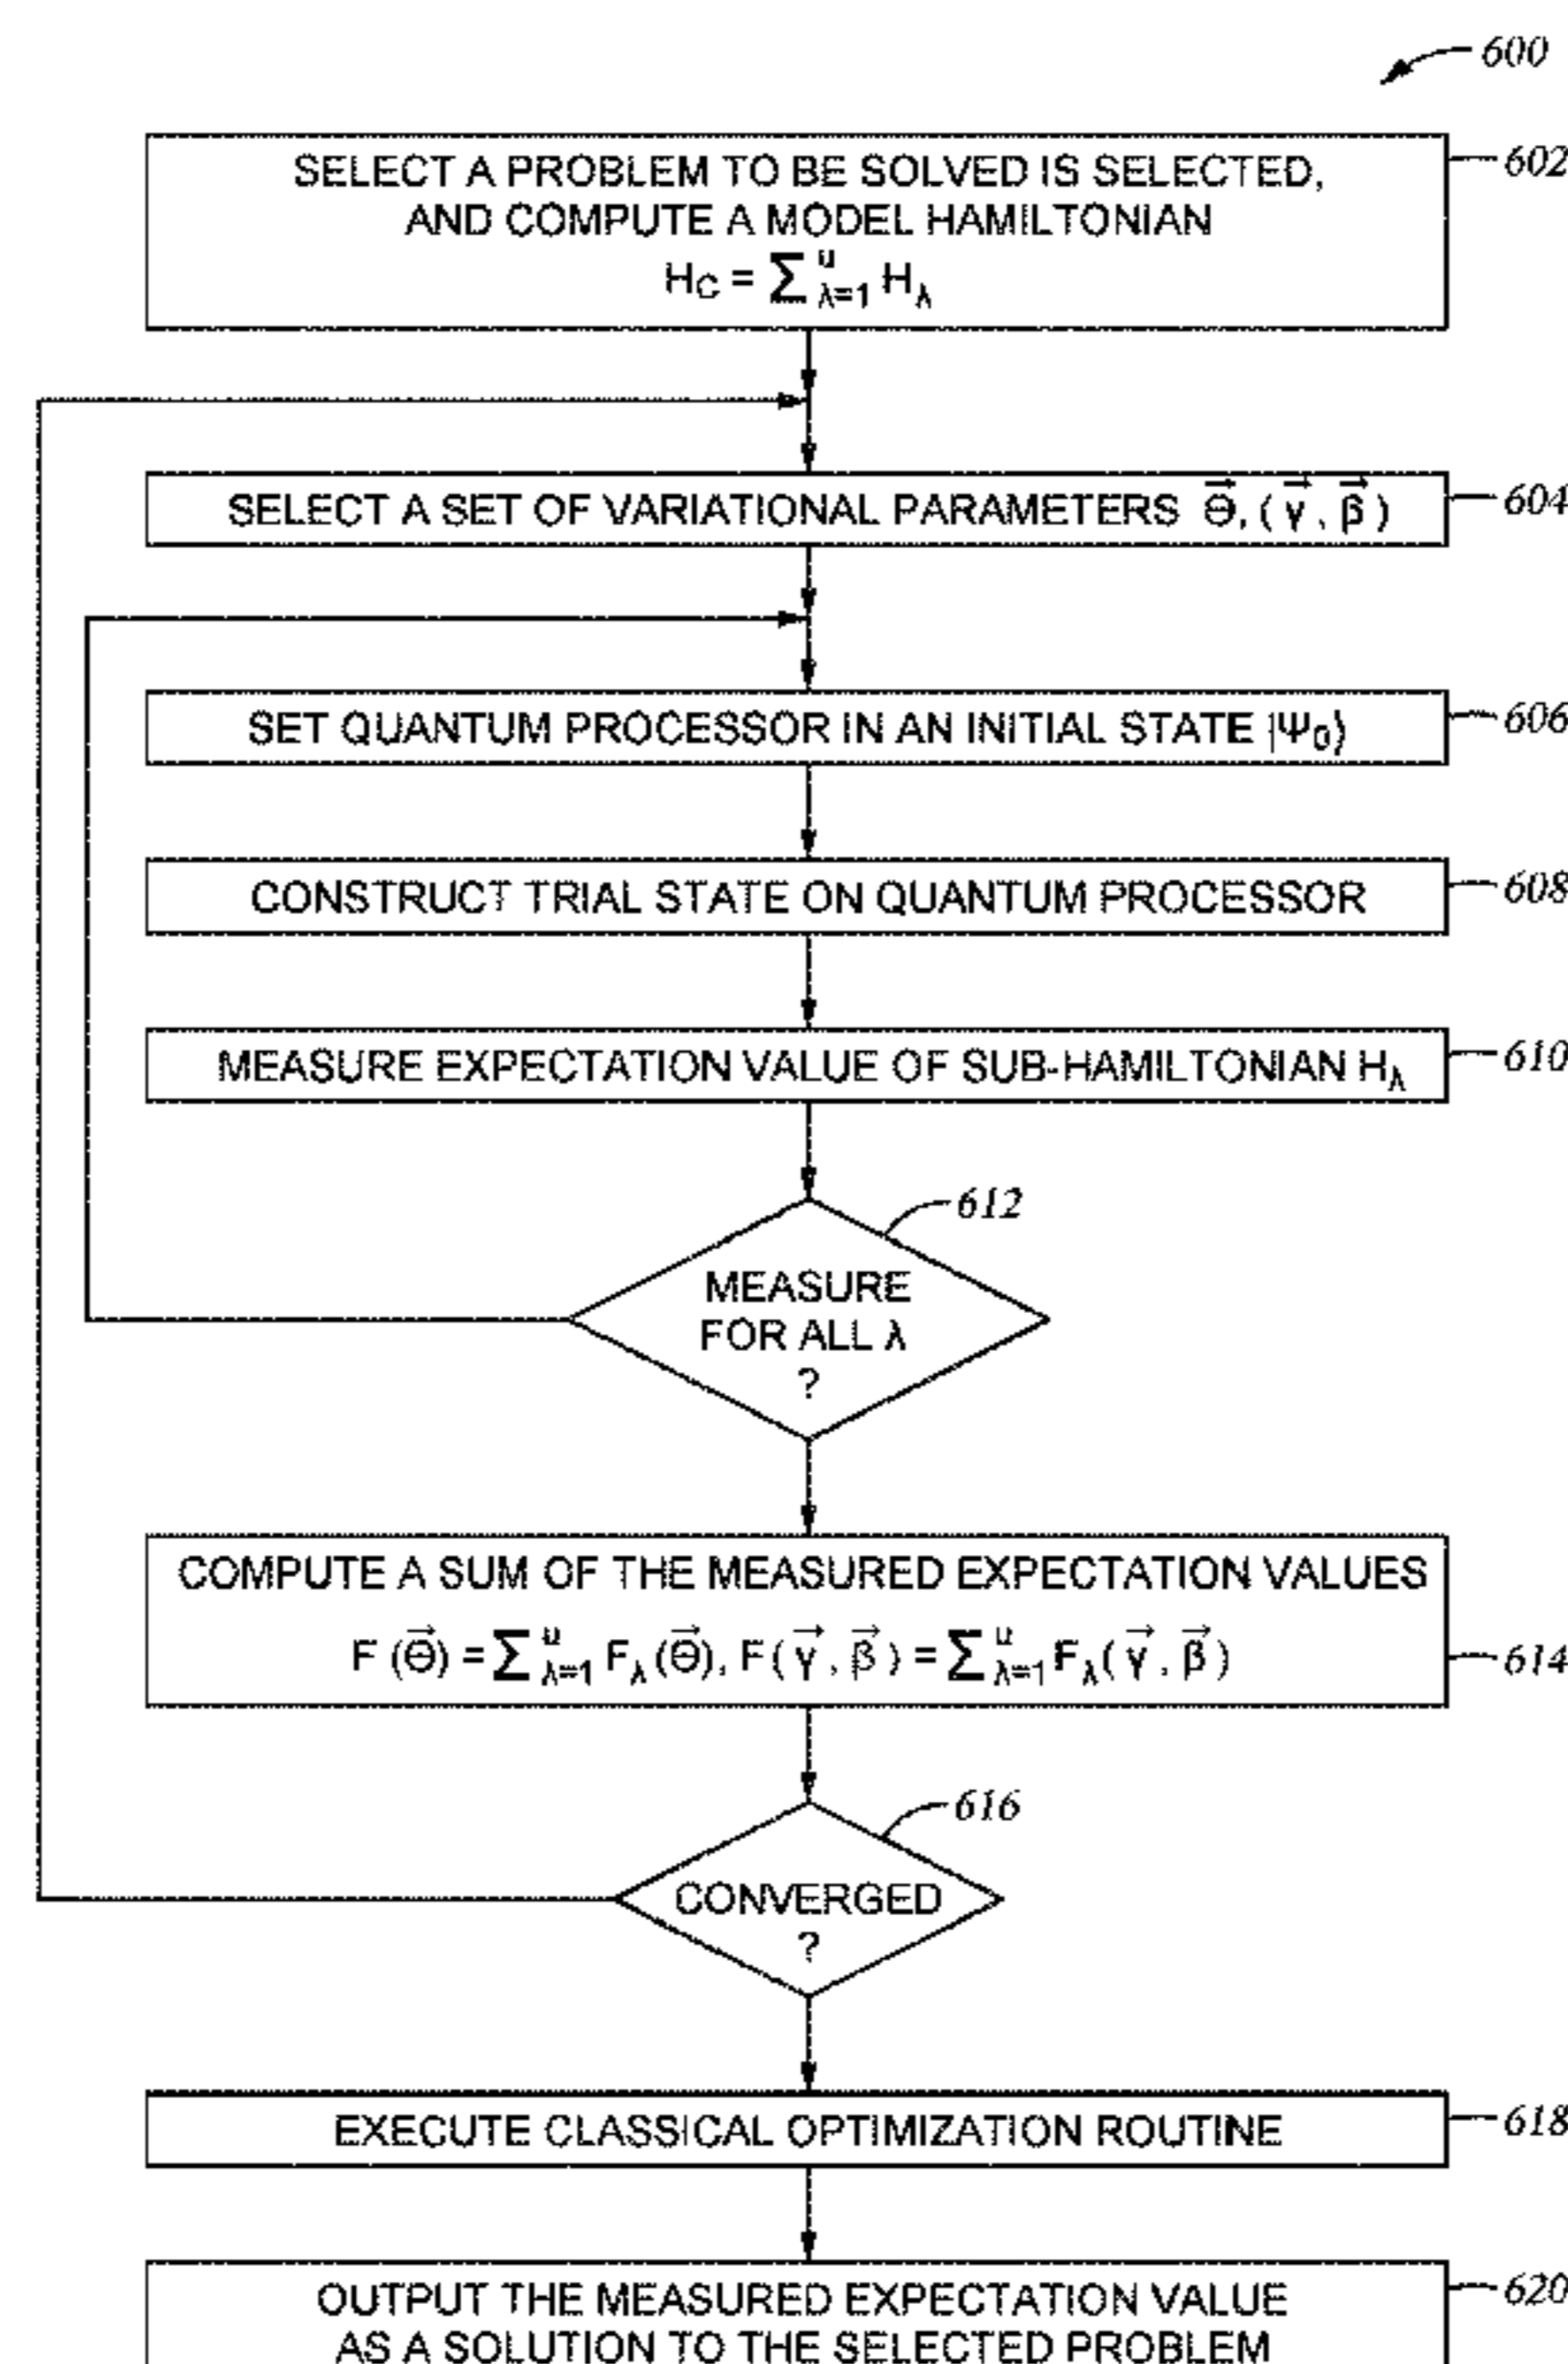 600
SELECT A PROBLEM TO BE SOLVED IS SELECTED,
AND COMPUTE A MODEL HAMILTONIAN
H_C = Σ^u_{λ=1} H_λ
602
SELECT A SET OF VARIATIONAL PARAMETERS Θ⃗, (γ⃗, β⃗)
604
SET QUANTUM PROCESSOR IN AN INITIAL STATE |Ψ₀⟩
606
CONSTRUCT TRIAL STATE ON QUANTUM PROCESSOR
608
MEASURE EXPECTATION VALUE OF SUB-HAMILTONIAN H_λ
610
612
MEASURE
FOR ALL λ
?
COMPUTE A SUM OF THE MEASURED EXPECTATION VALUES
F (Θ⃗) = Σ^u_{λ=1} F_λ (Θ⃗), F( γ⃗, β⃗ ) = Σ^u_{λ=1} F_λ( γ⃗, β⃗ )
614
616
CONVERGED
?
EXECUTE CLASSICAL OPTIMIZATION ROUTINE
618
OUTPUT THE MEASURED EXPECTATION VALUE
AS A SOLUTION TO THE SELECTED PROBLEM
620